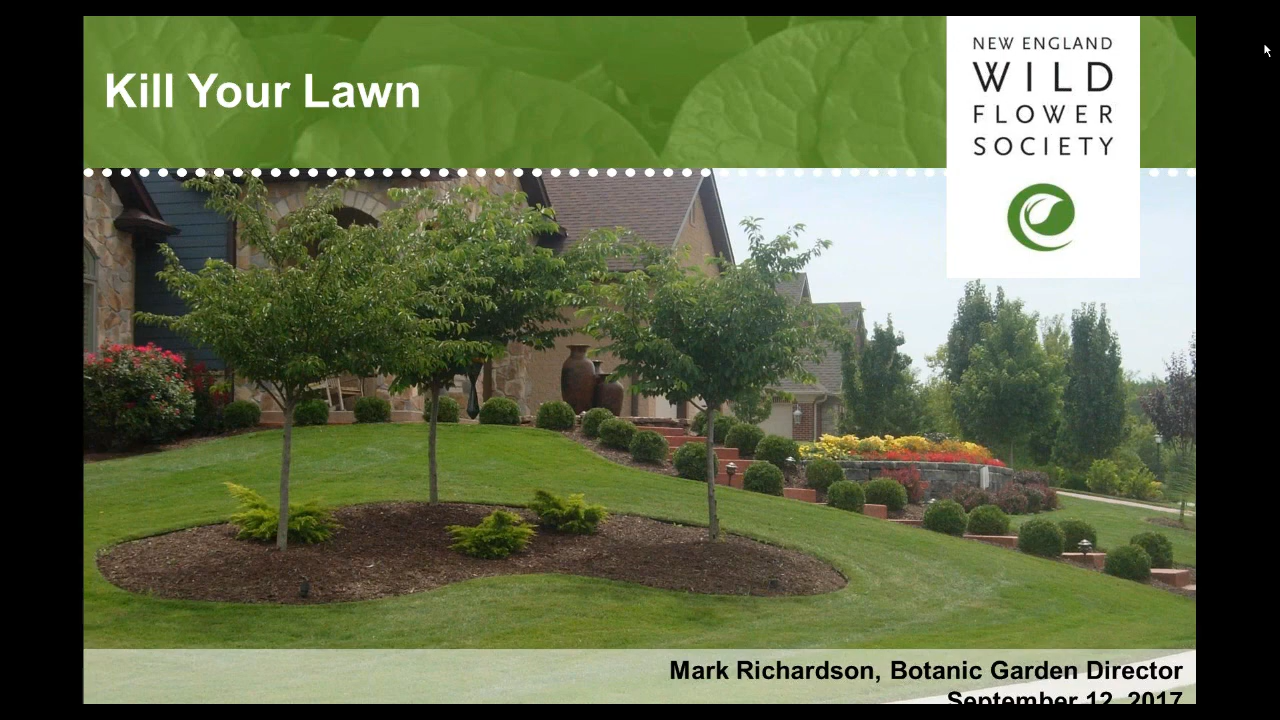 Kill Your Lawn
NEW ENGLAND
WILD
FLOWER
SOCIETY
Mark Richardson, Botanic Garden Director
September 12, 2017